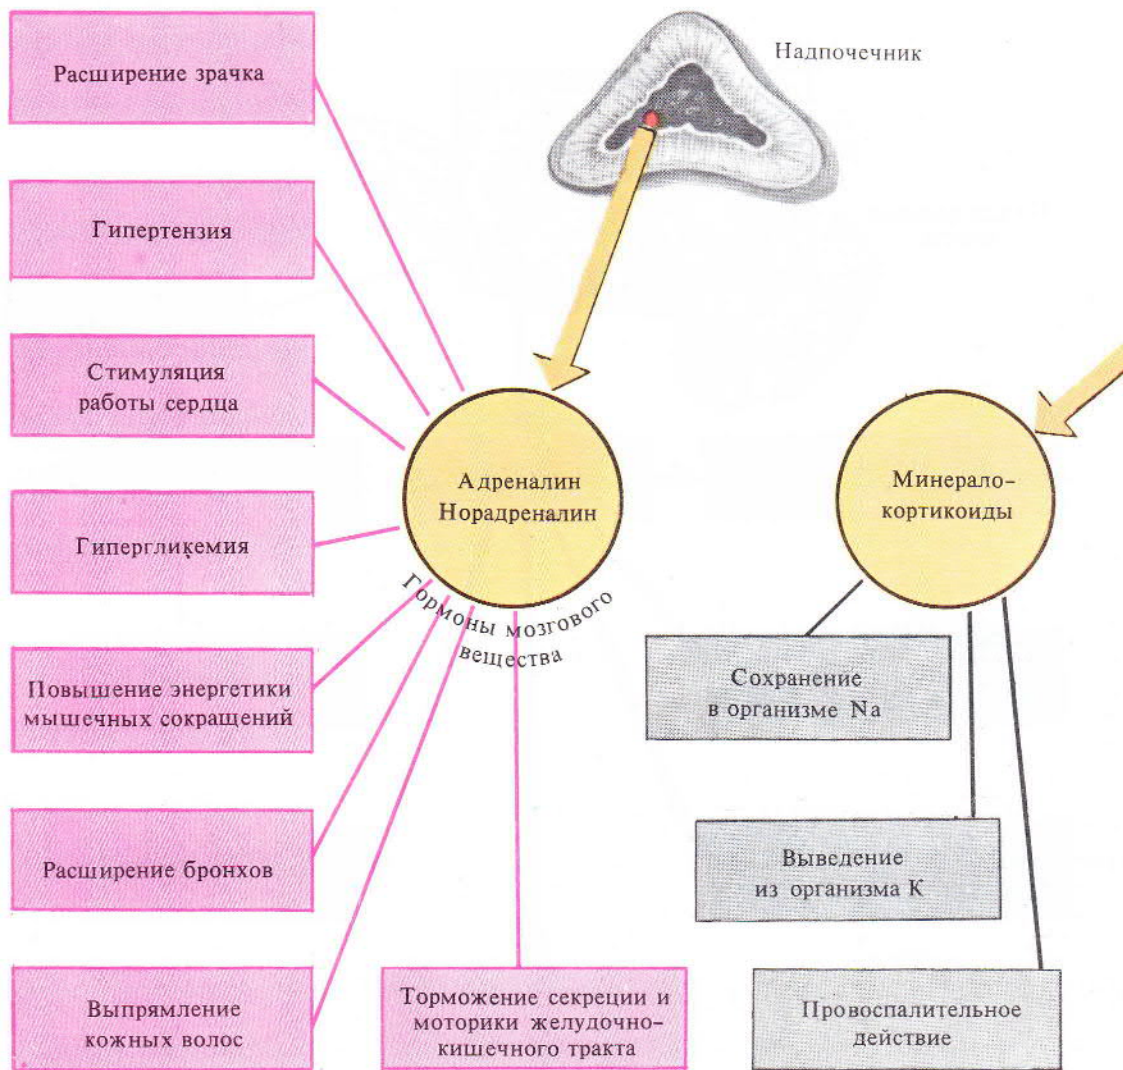 Надпочечник
Расширение зрачка
Гипертензия
Стимуляция
работы сердца
Гипергликемия
Повышение энергетики
мышечных сокращений
Расширение бронхов
Выпрямление
кожных волос
Торможение секреции и
моторики желудочно-
кишечного тракта
Адреналин
Норадреналин
Гормоны мозгового
вещества
Минерало-
кортикоиды
Сохранение
в организме Na
Выведение
из организма К
Провоспалительное
действие